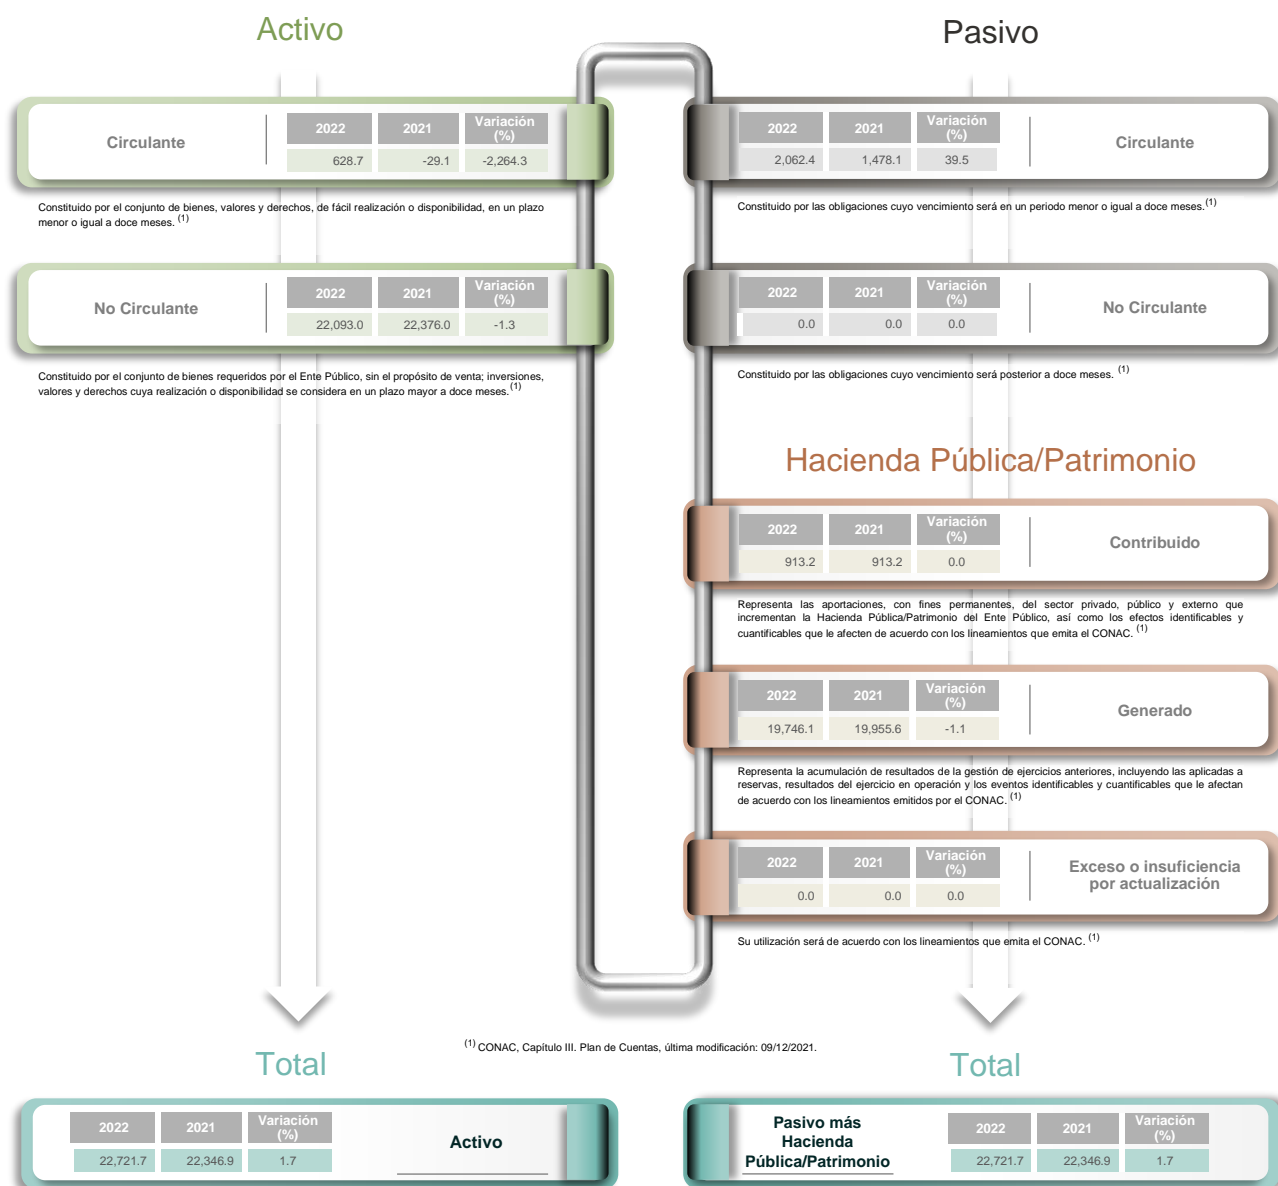 Activo
Circulante
2022 2021 Variación (%)
628.7 -29.1 -2,264.3
Constituido por el conjunto de bienes, valores y derechos, de fácil realización o disponibilidad, en un plazo
menor o igual a doce meses. (1)
No Circulante
2022 2021 Variación (%)
22,093.0 22,376.0 -1.3
Constituido por el conjunto de bienes requeridos por el Ente Público, sin el propósito de venta; inversiones,
valores y derechos cuya realización o disponibilidad se considera en un plazo mayor a doce meses. (1)
Pasivo
2022 2021 Variación (%)
2,062.4 1,478.1 39.5
Circulante
Constituido por las obligaciones cuyo vencimiento será en un periodo menor o igual a doce meses. (1)
2022 2021 Variación (%)
0.0 0.0 0.0
No Circulante
Constituido por las obligaciones cuyo vencimiento será posterior a doce meses. (1)
Hacienda Pública/Patrimonio
2022 2021 Variación (%)
913.2 913.2 0.0
Contribuido
Representa las aportaciones, con fines permanentes, del sector privado, público y externo que
incrementan la Hacienda Pública/Patrimonio del Ente Público, así como los efectos identificables y
cuantificables que le afecten de acuerdo con los lineamientos que emita el CONAC. (1)
2022 2021 Variación (%)
19,746.1 19,955.6 -1.1
Generado
Representa la acumulación de resultados de la gestión de ejercicios anteriores, incluyendo las aplicadas a
reservas, resultados del ejercicio en operación y los eventos identificables y cuantificables que le afectan
de acuerdo con los lineamientos emitidos por el CONAC. (1)
2022 2021 Variación (%)
0.0 0.0 0.0
Exceso o insuficiencia
por actualización
Su utilización será de acuerdo con los lineamientos que emita el CONAC. (1)
(1) CONAC, Capítulo III. Plan de Cuentas, última modificación: 09/12/2021.
Total
2022 2021 Variación (%)
22,721.7 22,346.9 1.7
Activo
Total
Pasivo más
Hacienda
Pública/Patrimonio
2022 2021 Variación (%)
22,721.7 22,346.9 1.7